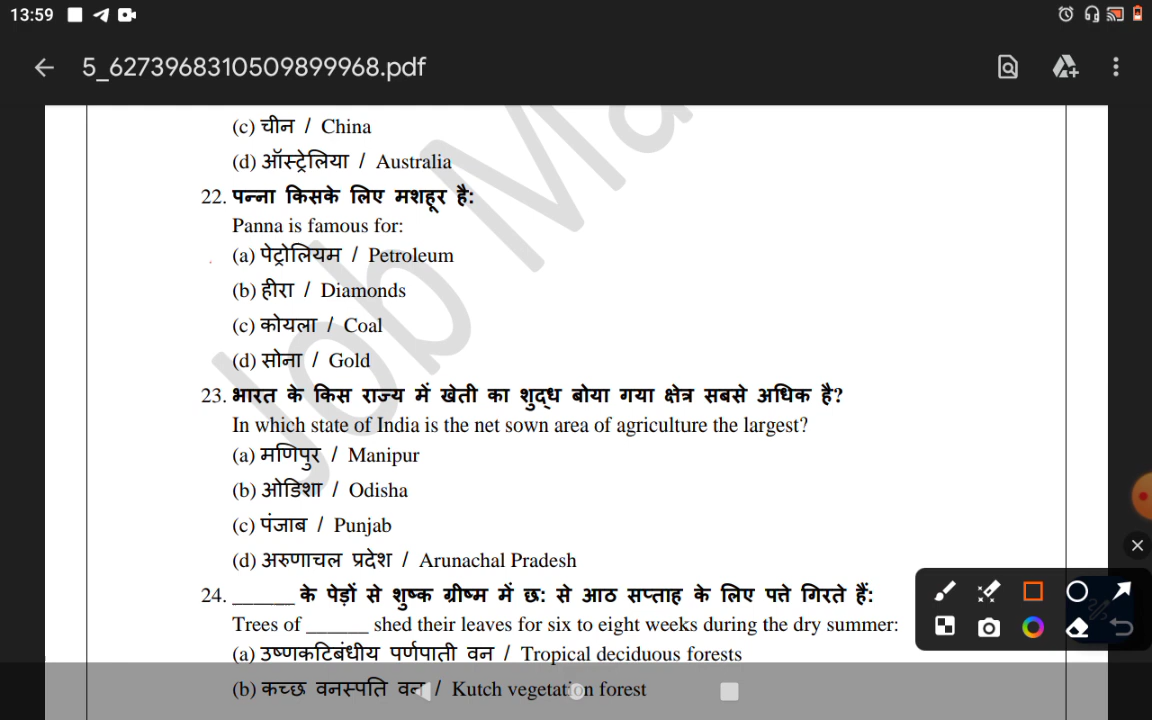 13:59
5_6273968310509899968.pdf
(c) चीन / China
(d) ऑस्ट्रेलिया / Australia
22. पन्ना किसके लिए मशहूर है:
Panna is famous for:
(a) पेट्रोलियम / Petroleum
(b) हीरा / Diamonds
(c) कोयला / Coal
(d) सोना / Gold
23. भारत के किस राज्य में खेती का शुद्ध बोया गया क्षेत्र सबसे अधिक है?
In which state of India is the net sown area of agriculture the largest?
(a) मणिपुर / Manipur
(b) ओडिशा / Odisha
(c) पंजाब / Punjab
(d) अरुणाचल प्रदेश / Arunachal Pradesh
24. ______ के पेड़ों से शुष्क ग्रीष्म में छ: से आठ सप्ताह के लिए पत्ते गिरते हैं:
Trees of ______ shed their leaves for six to eight weeks during the dry summer:
(a) उष्णकटिबंधीय पर्णपाती वन / Tropical deciduous forests
(b) कच्छ वनस्पति वन / Kutch vegetation forest
Job Ma